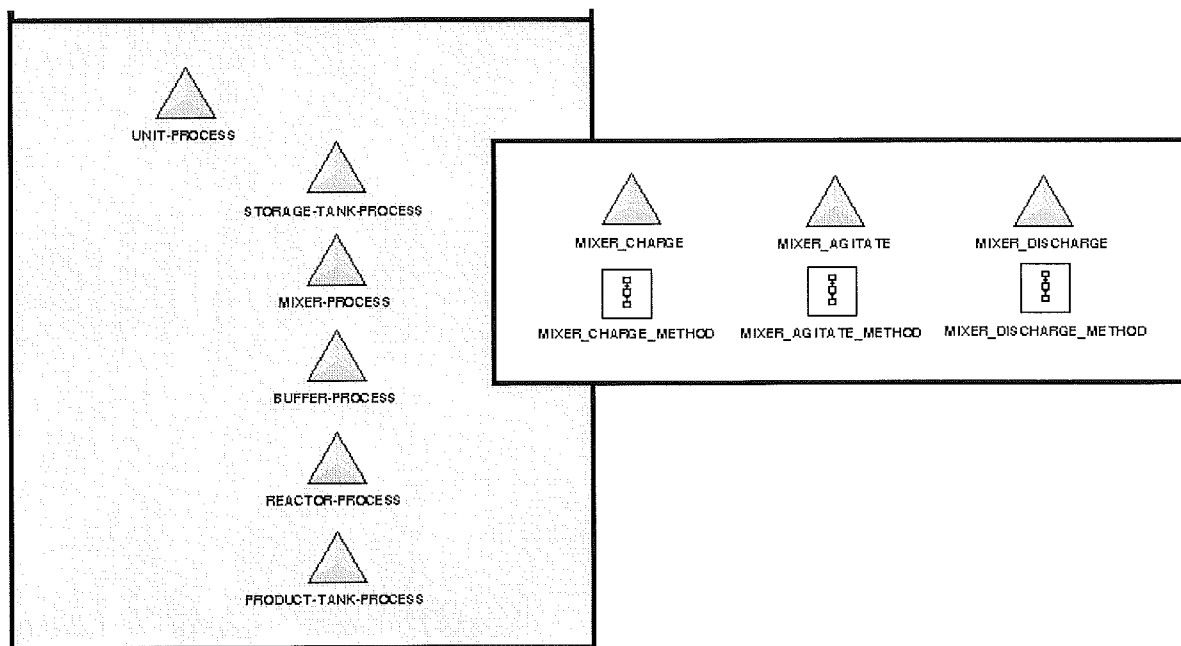 UNIT-PROCESS
STORAGE-TANK-PROCESS
MIXER-PROCESS
BUFFER-PROCESS
REACTOR-PROCESS
PRODUCT-TANK-PROCESS
MIXER_CHARGE MIXER_AGITATE MIXER_DISCHARGE
MIXER_CHARGE_METHOD MIXER_AGITATE_METHOD MIXER_DISCHARGE_METHOD